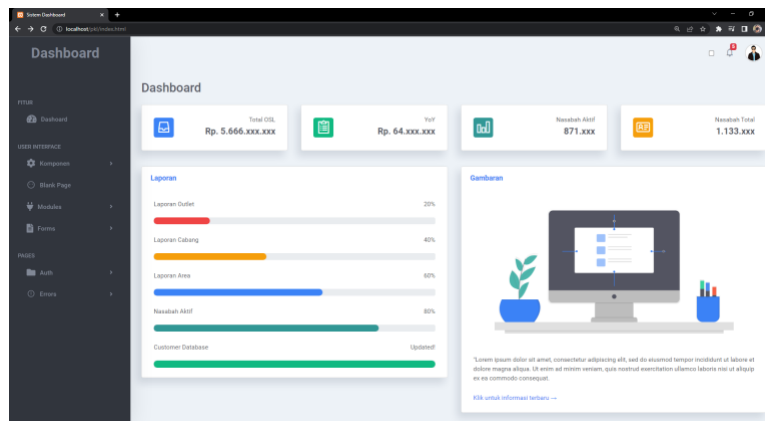 Sistem Dashboard
localhost/pkl/index.html
Dashboard
8
Dashboard
FITUR
Dashoard
USER INTERFACE
Komponen
Blank Page
Modules
Forms
PAGES
Auth
Errors
Total OSL
Rp. 5.666.xxx.xxx
YoY
Rp. 64.xxx.xxx
Nasabah Aktif
871.xxx
Nasabah Total
1.133.xxx
Laporan
Laporan Outlet 20%
Laporan Cabang 40%
Laporan Area 60%
Nasabah Aktif 80%
Customer Database Updated!
Gambaran
"Lorem ipsum dolor sit amet, consectetur adipiscing elit, sed do eiusmod tempor incididunt ut labore et
dolore magna aliqua. Ut enim ad minim veniam, quis nostrud exercitation ullamco laboris nisi ut aliquip
ex ea commodo consequat.
Klik untuk informasi terbaru →